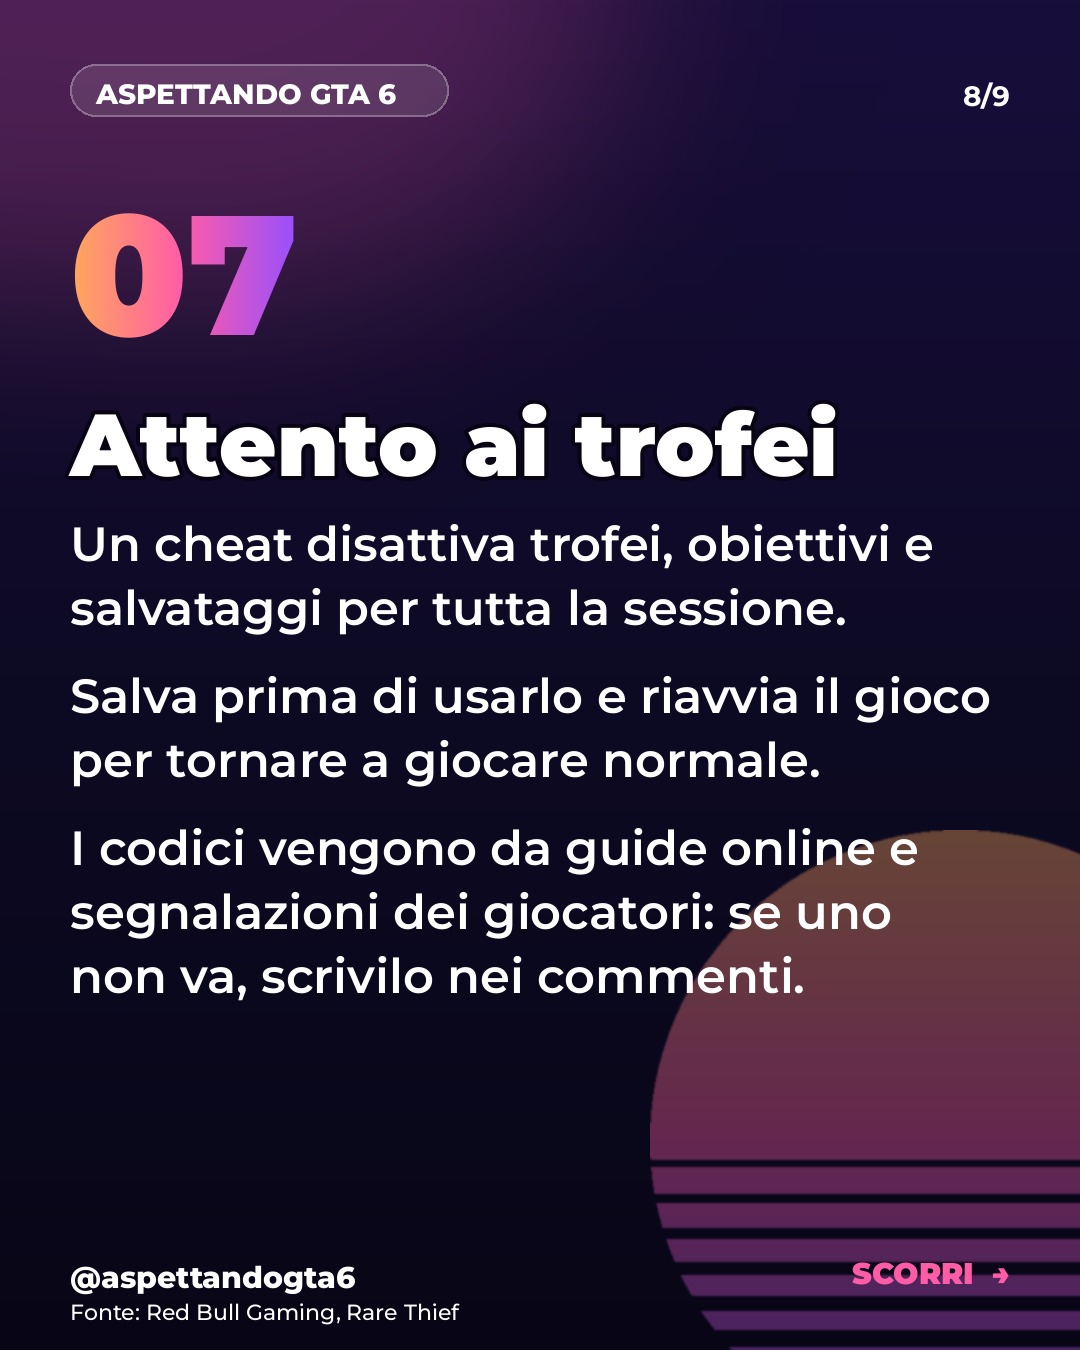 ASPETTANDO GTA 6
8/9
07
Attento ai trofei
Un cheat disattiva trofei, obiettivi e
salvataggi per tutta la sessione.
Salva prima di usarlo e riavvia il gioco
per tornare a giocare normale.
I codici vengono da guide online e
segnalazioni dei giocatori: se uno
non va, scrivilo nei commenti.
@aspettandogta6
Fonte: Red Bull Gaming, Rare Thief
SCORRI →